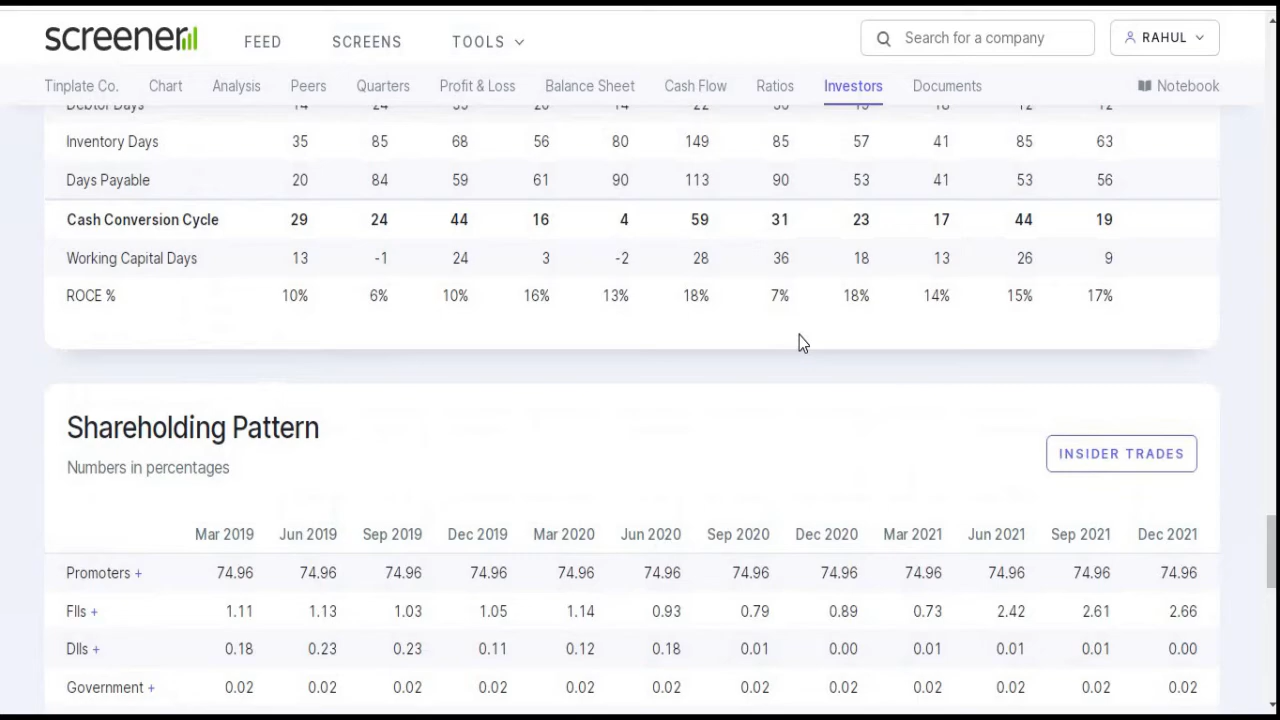 screener FEED SCREENS TOOLS Search for a company RAHUL
Tinplate Co. Chart Analysis Peers Quarters Profit & Loss Balance Sheet Cash Flow Ratios Investors Documents Notebook
Debtor Days 14 24 12 12
Inventory Days 35 85 68 56 80 149 85 57 41 85 63
Days Payable 20 84 59 61 90 113 90 53 41 53 56
Cash Conversion Cycle 29 24 44 16 4 59 31 23 17 44 19
Working Capital Days 13 -1 24 3 -2 28 36 18 13 26 9
ROCE % 10% 6% 10% 16% 13% 18% 7% 18% 14% 15% 17%
Shareholding Pattern
Numbers in percentages
INSIDER TRADES
Mar 2019 Jun 2019 Sep 2019 Dec 2019 Mar 2020 Jun 2020 Sep 2020 Dec 2020 Mar 2021 Jun 2021 Sep 2021 Dec 2021
Promoters + 74.96 74.96 74.96 74.96 74.96 74.96 74.96 74.96 74.96 74.96 74.96 74.96
FIIs + 1.11 1.13 1.03 1.05 1.14 0.93 0.79 0.89 0.73 2.42 2.61 2.66
DIIs + 0.18 0.23 0.23 0.11 0.12 0.18 0.01 0.00 0.01 0.01 0.01 0.00
Government + 0.02 0.02 0.02 0.02 0.02 0.02 0.02 0.02 0.02 0.02 0.02 0.02